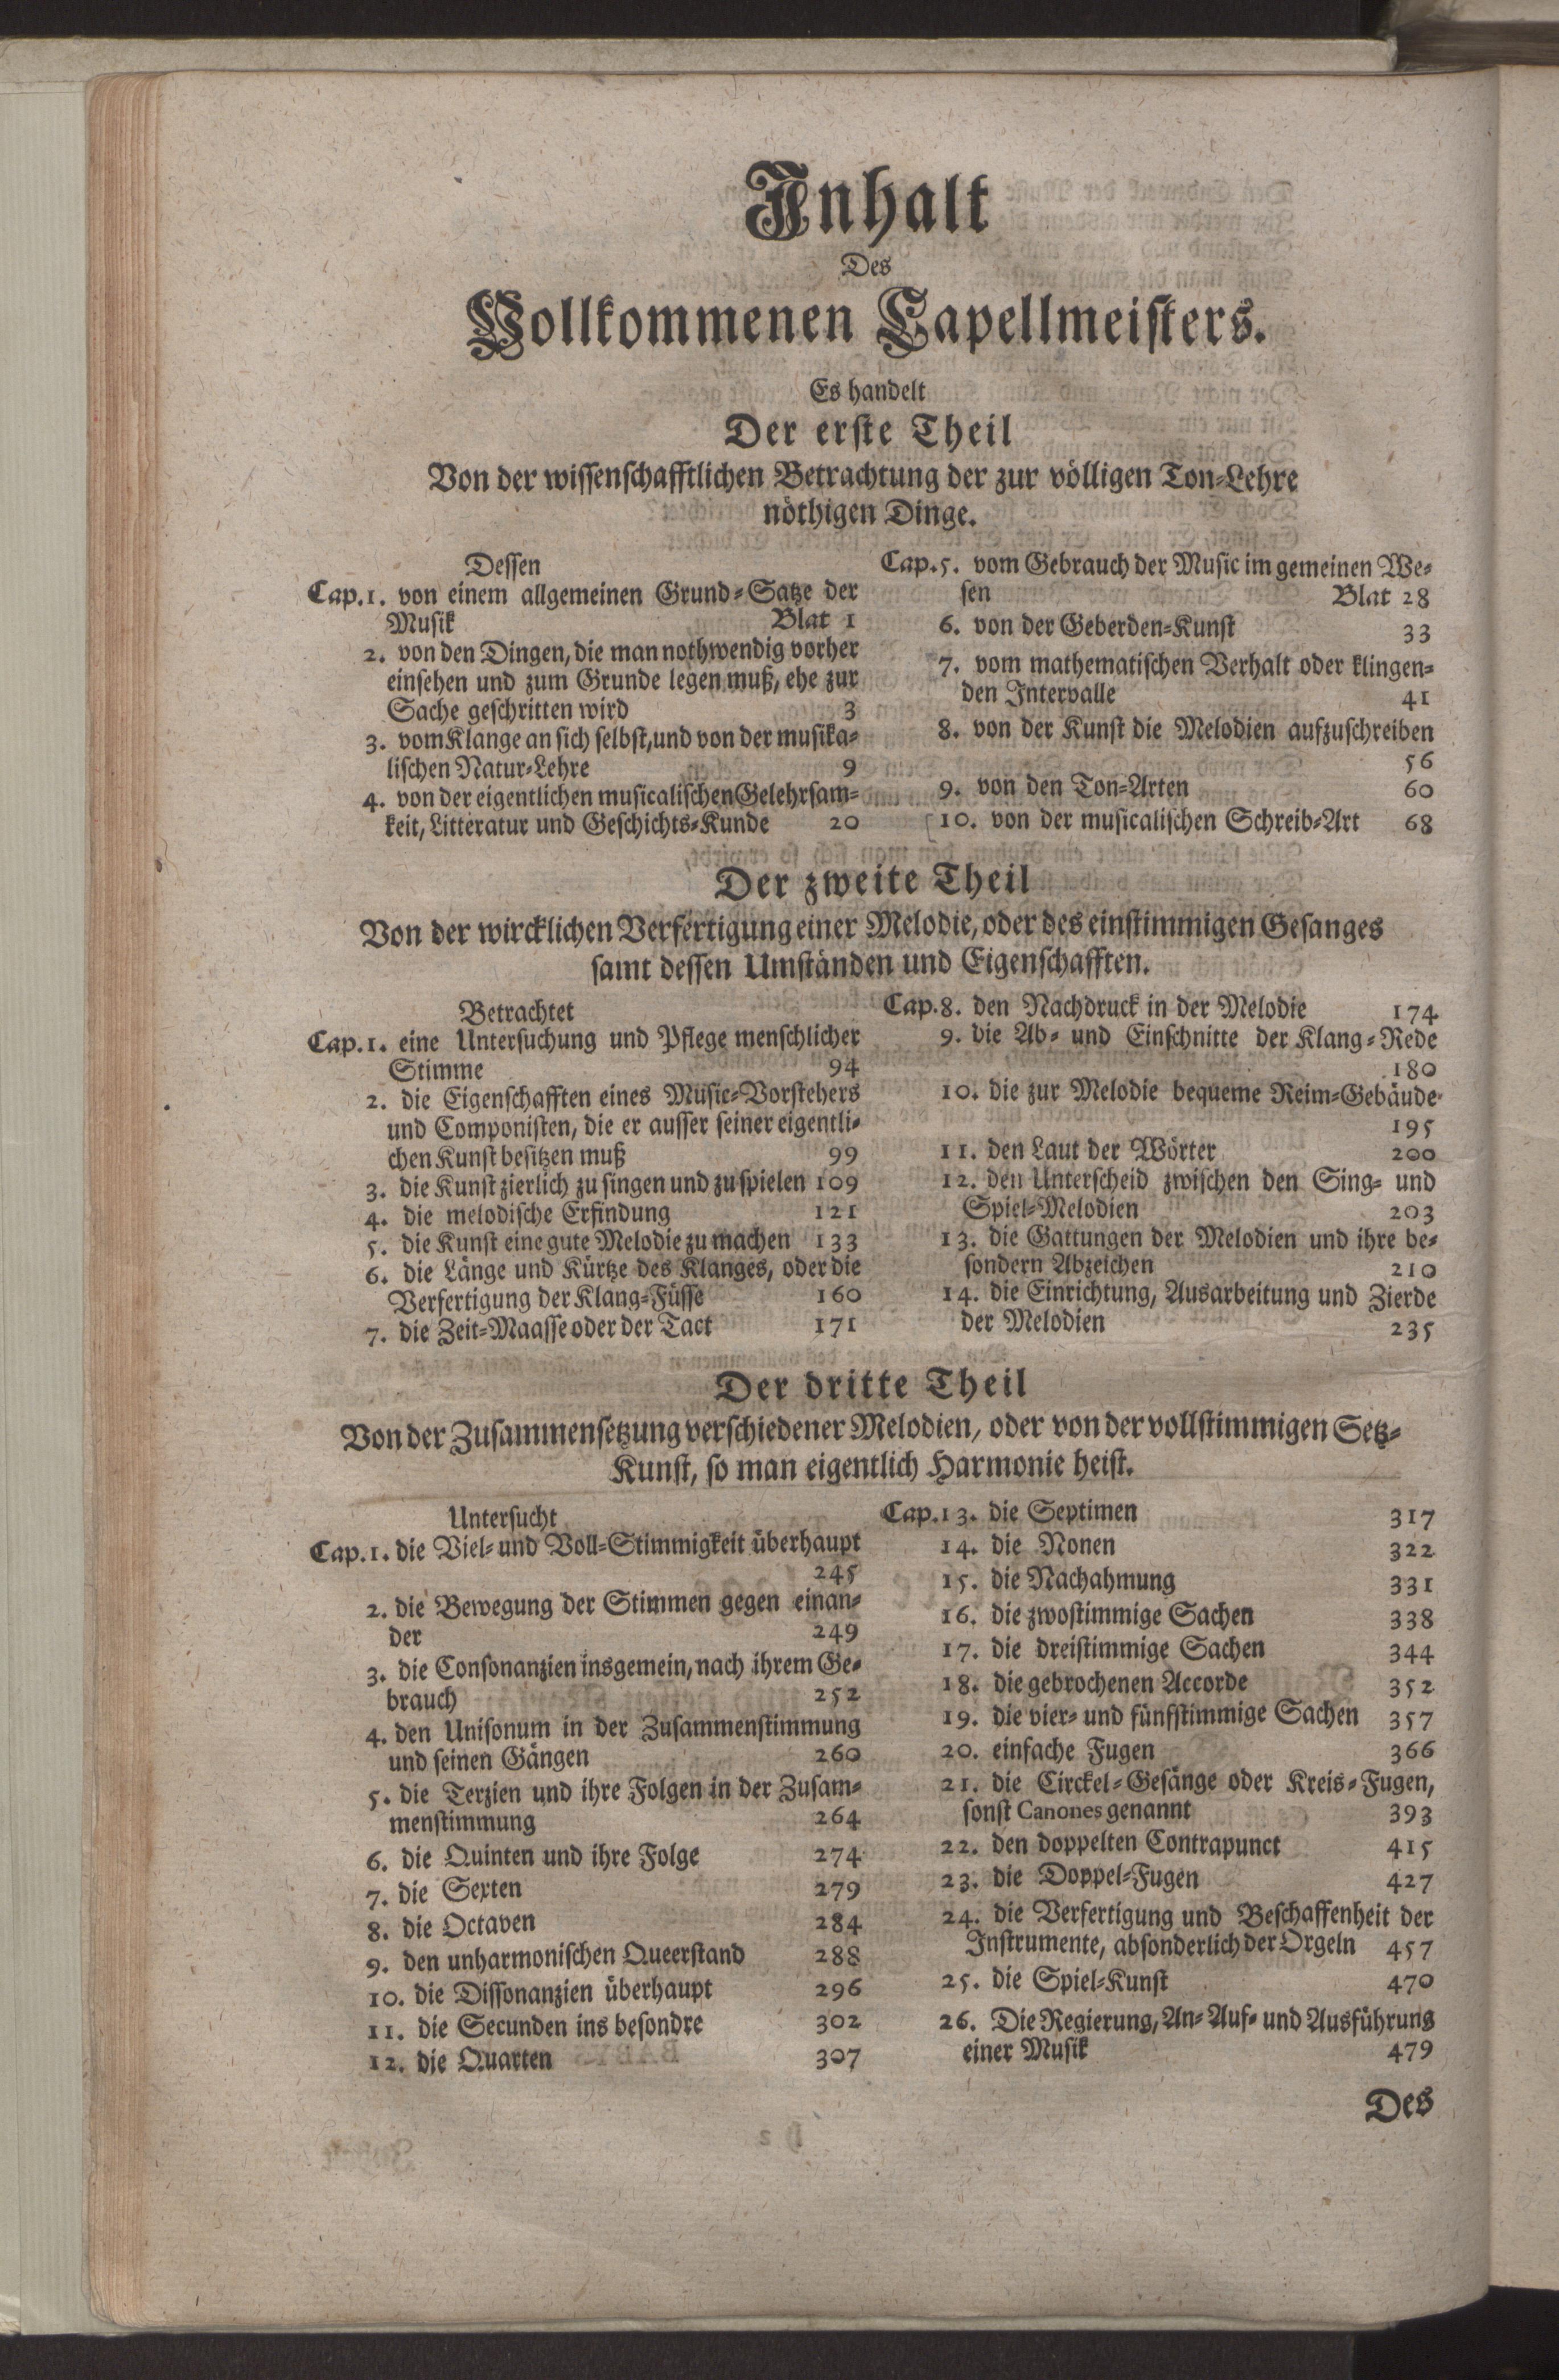 Inhalt
Des
Vollkommenen Capellmeisters.
Es handelt
Der erste Theil
Von der wissenschafftlichen Betrachtung der zur völligen Ton-Lehre
nöthigen Dinge.
Dessen
Cap. 1. von einem allgemeinen Grund-Satze der
Musik Blat 1
2. von den Dingen, die man nothwendig vorher
einsehen und zum Grunde legen muß, ehe zur
Sache geschritten wird 3
3. vom Klange an sich selbst, und von der musika-
lischen Natur-Lehre 9
4. von der eigentlichen musicalischen Gelehrsam-
keit, Litteratur und Geschichts-Kunde 20
Cap. 5. vom Gebrauch der Music im gemeinen We-
sen Blat 28
6. von der Geberden-Kunst 33
7. vom mathematischen Verhalt oder klingen-
den Intervalle 41
8. von der Kunst die Melodien aufzuschreiben
56
9. von den Ton-Arten 60
10. von der musicalischen Schreib-Art 68
Der zweite Theil
Von der wircklichen Verfertigung einer Melodie, oder des einstimmigen Gesanges
samt dessen Umständen und Eigenschafften.
Betrachtet
Cap. 1. eine Untersuchung und Pflege menschlicher
Stimme 94
2. die Eigenschafften eines Music-Vorstehers
und Componisten, die er ausser seiner eigentli-
chen Kunst besitzen muß 99
3. die Kunst zierlich zu singen und zu spielen 109
4. die melodische Erfindung 121
5. die Kunst eine gute Melodie zu machen 133
6. die Länge und Kürtze des Klanges, oder die
Verfertigung der Klang-Füsse 160
7. die Zeit-Maasse oder der Tact 171
Cap. 8. den Nachdruck in der Melodie 174
9. die Ab- und Einschnitte der Klang-Rede
180
10. die zur Melodie bequeme Reim-Gebäude
195
11. den Laut der Wörter 200
12. den Unterscheid zwischen den Sing- und
Spiel-Melodien 203
13. die Gattungen der Melodien und ihre be-
sondern Abzeichen 210
14. die Einrichtung, Ausarbeitung und Zierde
der Melodien 235
Der dritte Theil
Von der Zusammensetzung verschiedener Melodien, oder von der vollstimmigen Setz-
Kunst, so man eigentlich Harmonie heist.
Untersucht
Cap. 1. die Viel- und Voll-Stimmigkeit überhaupt
245
2. die Bewegung der Stimmen gegen einan-
der 249
3. die Consonanzien insgemein, nach ihrem Ge-
brauch 252
4. den Unisonum in der Zusammenstimmung
und seinen Gängen 260
5. die Terzien und ihre Folgen in der Zusam-
menstimmung 264
6. die Quinten und ihre Folge 274
7. die Sexten 279
8. die Octaven 284
9. den unharmonischen Queerstand 288
10. die Dissonanzien überhaupt 296
11. die Secunden ins besondre 302
12. die Quarten 307
Cap. 13. die Septimen 317
14. die Nonen 322
15. die Nachahmung 331
16. die zwostimmige Sachen 338
17. die dreistimmige Sachen 344
18. die gebrochenen Accorde 352
19. die vier- und fünfstimmige Sachen 357
20. einfache Fugen 366
21. die Circkel-Gesänge oder Kreis-Fugen,
sonst Canones genannt 393
22. den doppelten Contrapunct 415
23. die Doppel-Fugen 427
24. die Verfertigung und Beschaffenheit der
Instrumente, absonderlich der Orgeln 457
25. die Spiel-Kunst 470
26. Die Regierung, An- Auf- und Ausführung
einer Musik 479
Des